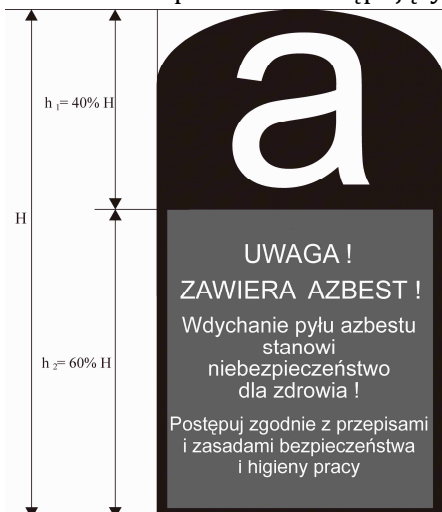 h 1= 40% H
a
H
h 2= 60% H
UWAGA !
ZAWIERA AZBEST !
Wdychanie pyłu azbestu
stanowi
niebezpieczeństwo
dla zdrowia !
Postępuj zgodnie z przepisami
i zasadami bezpieczeństwa
i higieny pracy